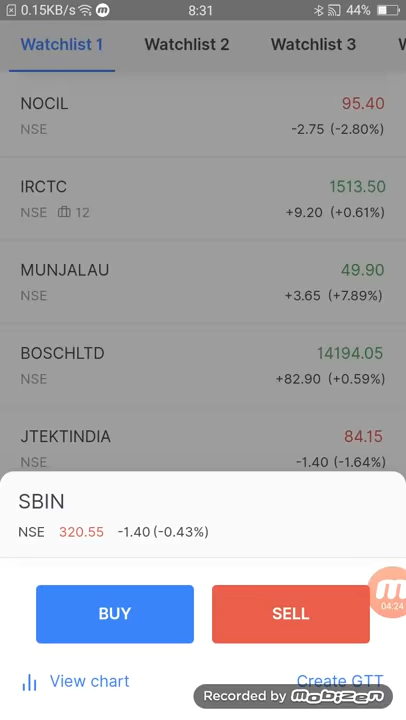 0.15KB/s 8:31 44%
Watchlist 1 Watchlist 2 Watchlist 3 W
NOCIL 95.40
NSE -2.75 (-2.80%)
IRCTC 1513.50
NSE 12 +9.20 (+0.61%)
MUNJALAU 49.90
NSE +3.65 (+7.89%)
BOSCHLTD 14194.05
NSE +82.90 (+0.59%)
JTEKTINDIA 84.15
NSE -1.40 (-1.64%)
SBIN
NSE 320.55 -1.40 (-0.43%)
BUY SELL
04:24
View chart Create GTT
Recorded by mobizen